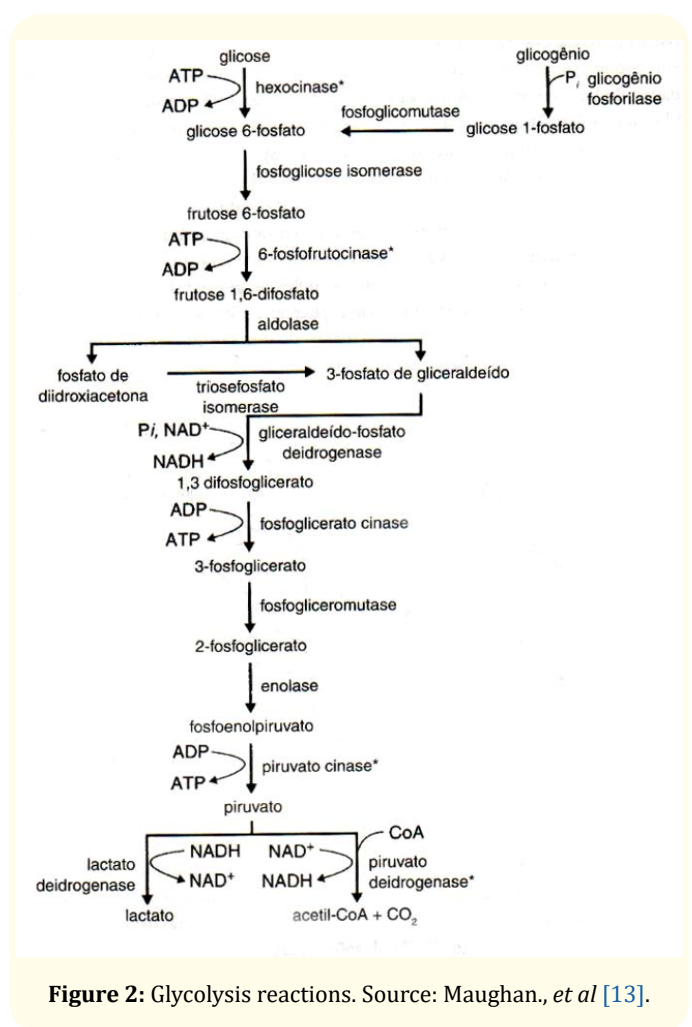 glicose
glicogênio
ATP
ADP
hexocinase*
Pi glicogênio
fosforilase
fosfoglicomutase
glicose 6-fosfato
glicose 1-fosfato
fosfoglicose isomerase
frutose 6-fosfato
ATP
ADP
6-fosfofrutocinase*
frutose 1,6-difosfato
aldolase
fosfato de
diidroxiacetona
triosefosfato
isomerase
3-fosfato de gliceraldeído
Pi, NAD+
NADH
gliceraldeído-fosfato
deidrogenase
1,3 difosfoglicerato
ADP
ATP
fosfoglicerato cinase
3-fosfoglicerato
fosfogliceromutase
2-fosfoglicerato
enolase
fosfoenolpiruvato
ADP
ATP
piruvato cinase*
piruvato
lactato
deidrogenase
NADH
NAD+
NAD+
NADH
CoA
piruvato
deidrogenase*
lactato
acetil-CoA + CO2
Figure 2: Glycolysis reactions. Source: Maughan., et al [13].